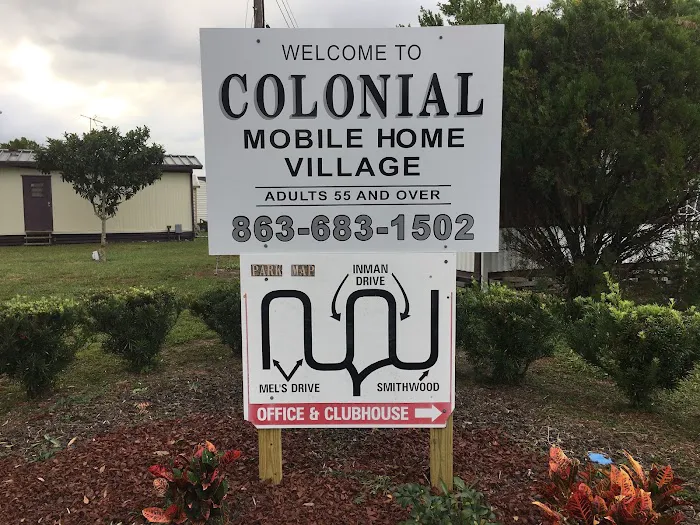 WELCOME TO
COLONIAL
MOBILE HOME
VILLAGE
ADULTS 55 AND OVER
863-683-1502
PARK MAP
INMAN
DRIVE
MEL'S DRIVE
SMITHWOOD
OFFICE & CLUBHOUSE